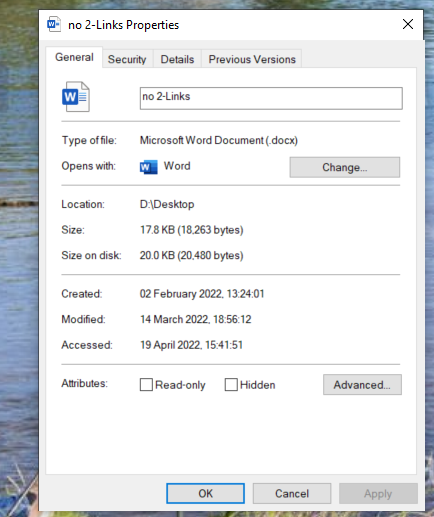 no 2-Links Properties
General Security Details Previous Versions
no 2-Links
Type of file: Microsoft Word Document (.docx)
Opens with: Word Change...
Location: D:\Desktop
Size: 17.8 KB (18,263 bytes)
Size on disk: 20.0 KB (20,480 bytes)
Created: 02 February 2022, 13:24:01
Modified: 14 March 2022, 18:56:12
Accessed: 19 April 2022, 15:41:51
Attributes: Read-only Hidden Advanced...
OK Cancel Apply